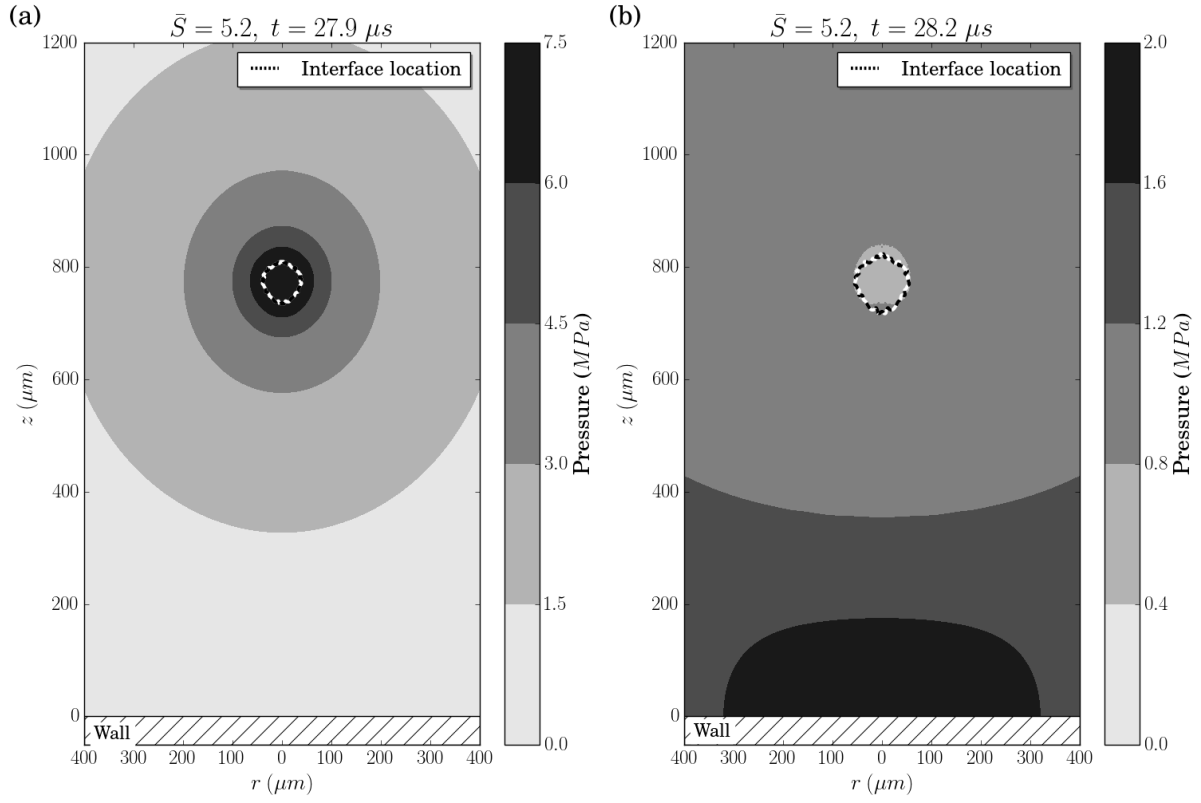 (a)
S̄ = 5.2, t = 27.9 μs
Interface location
1200
1000
800
600
400
200
0
z (μm)
Wall
400 300 200 100 0 100 200 300 400
r (μm)
7.5
6.0
4.5
3.0
1.5
0.0
Pressure (MPa)
(b)
S̄ = 5.2, t = 28.2 μs
Interface location
1200
1000
800
600
400
200
0
z (μm)
Wall
400 300 200 100 0 100 200 300 400
r (μm)
2.0
1.6
1.2
0.8
0.4
0.0
Pressure (MPa)